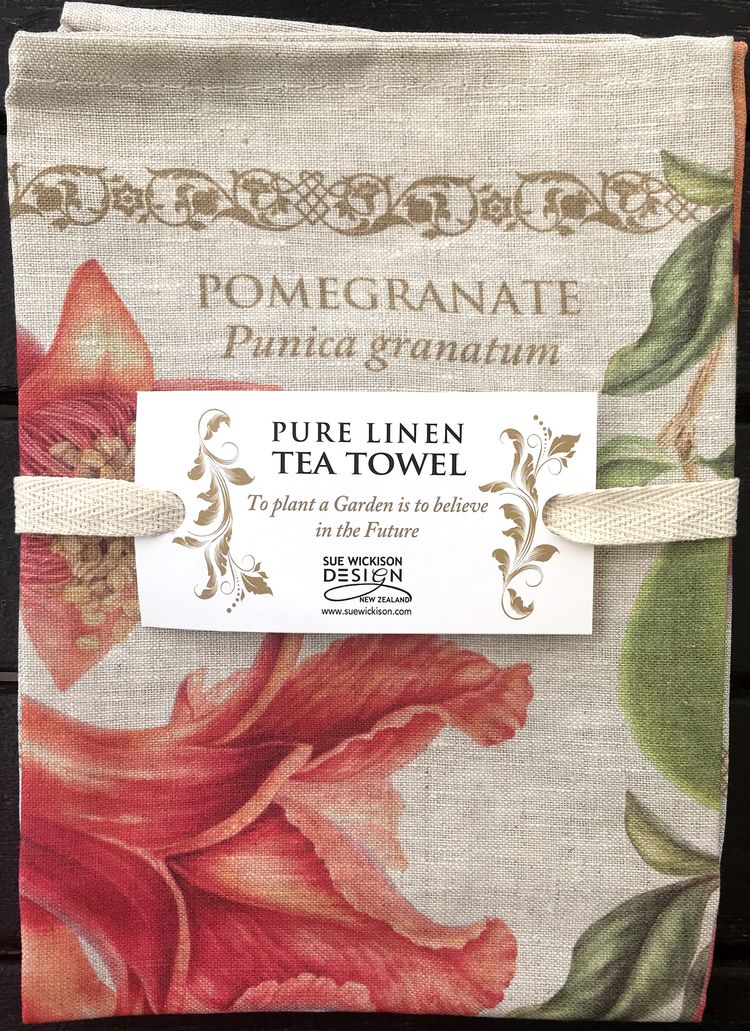 POMEGRANATE
Punica granatum
PURE LINEN
TEA TOWEL
To plant a Garden is to believe
in the Future
SUE WICKISON
DESIGN
NEW ZEALAND
www.suewickison.com